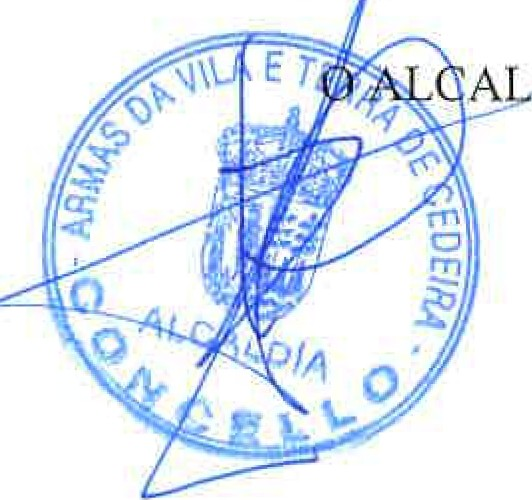 O ALCAL
- ARMAS DA VILA E TERRA DE CEDEIRA -
ALCALDÍA
CONCELLO